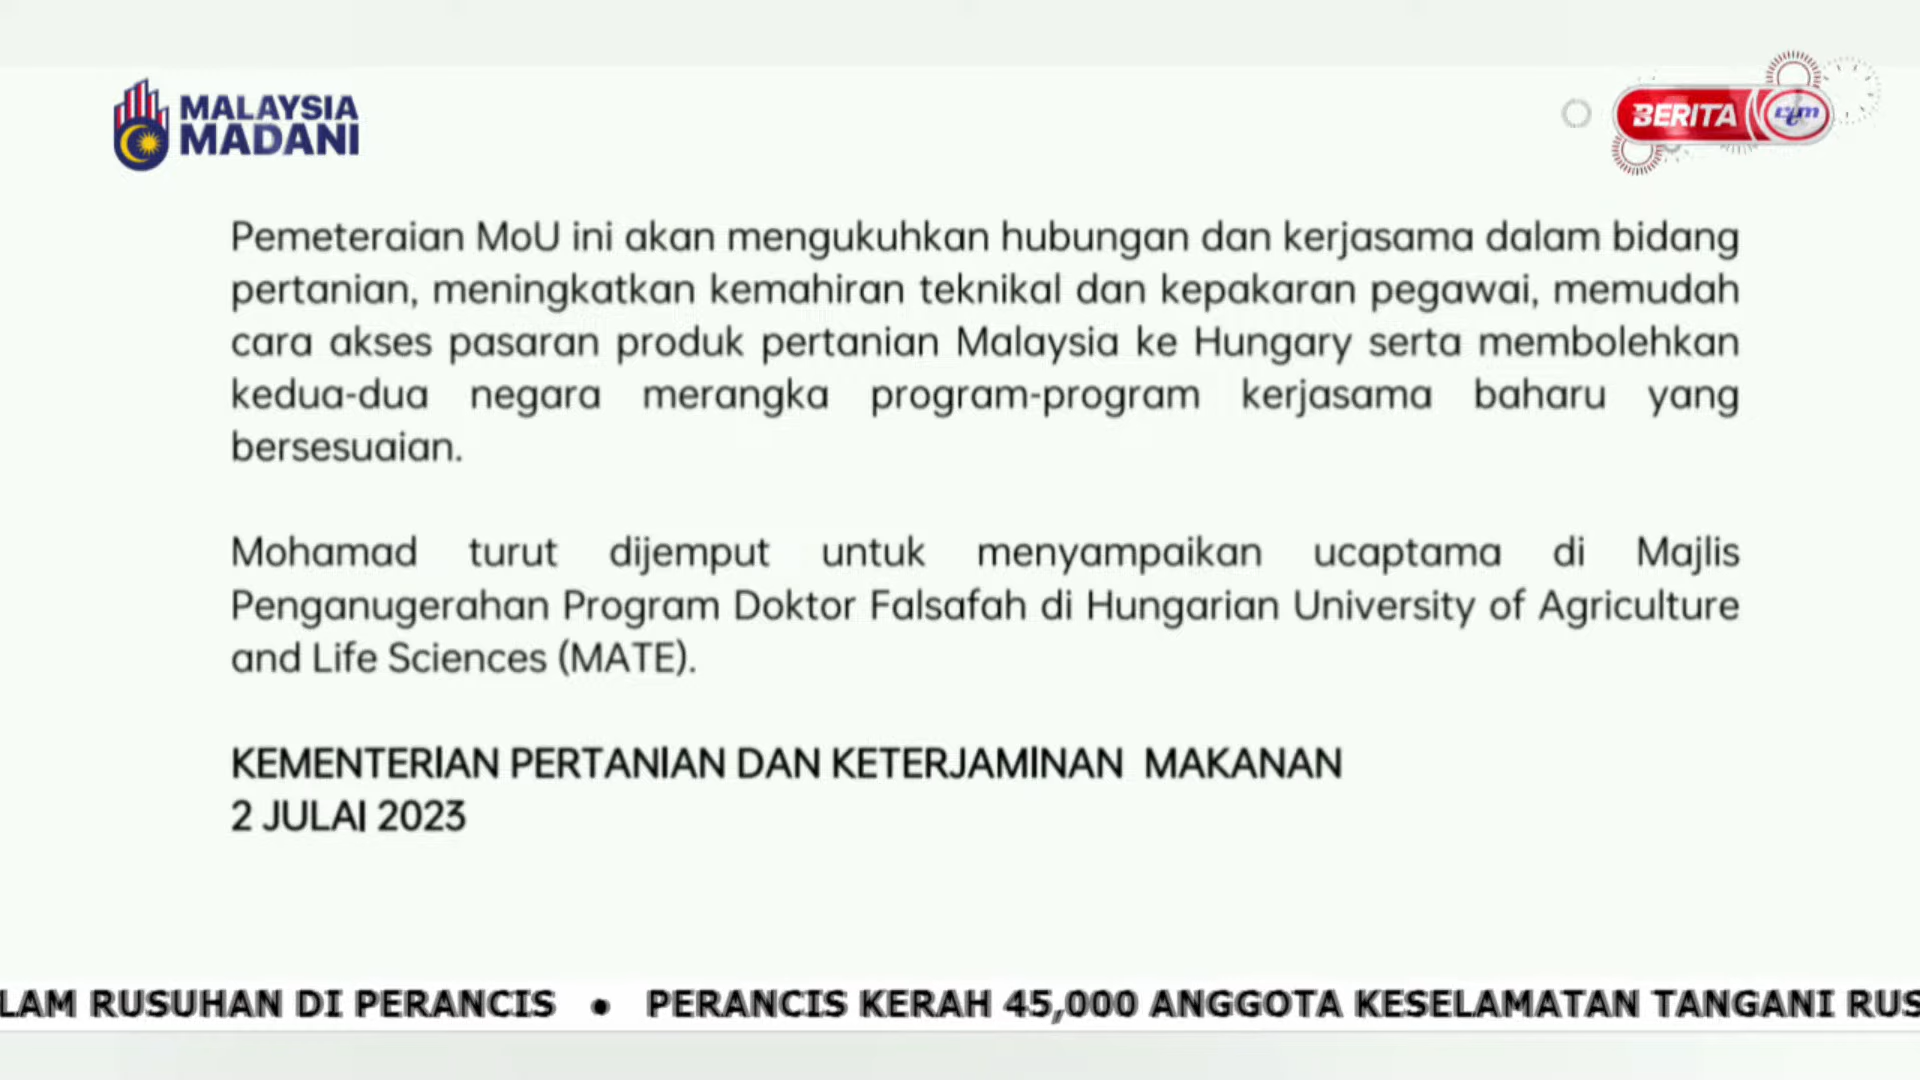 MALAYSIA
MADANI
BERITA rtm
Pemeteraian MoU ini akan mengukuhkan hubungan dan kerjasama dalam bidang
pertanian, meningkatkan kemahiran teknikal dan kepakaran pegawai, memudah
cara akses pasaran produk pertanian Malaysia ke Hungary serta membolehkan
kedua-dua negara merangka program-program kerjasama baharu yang
bersesuaian.
Mohamad turut dijemput untuk menyampaikan ucaptama di Majlis
Penganugerahan Program Doktor Falsafah di Hungarian University of Agriculture
and Life Sciences (MATE).
KEMENTERIAN PERTANIAN DAN KETERJAMINAN MAKANAN
2 JULAI 2023
LAM RUSUHAN DI PERANCIS • PERANCIS KERAH 45,000 ANGGOTA KESELAMATAN TANGANI RUS